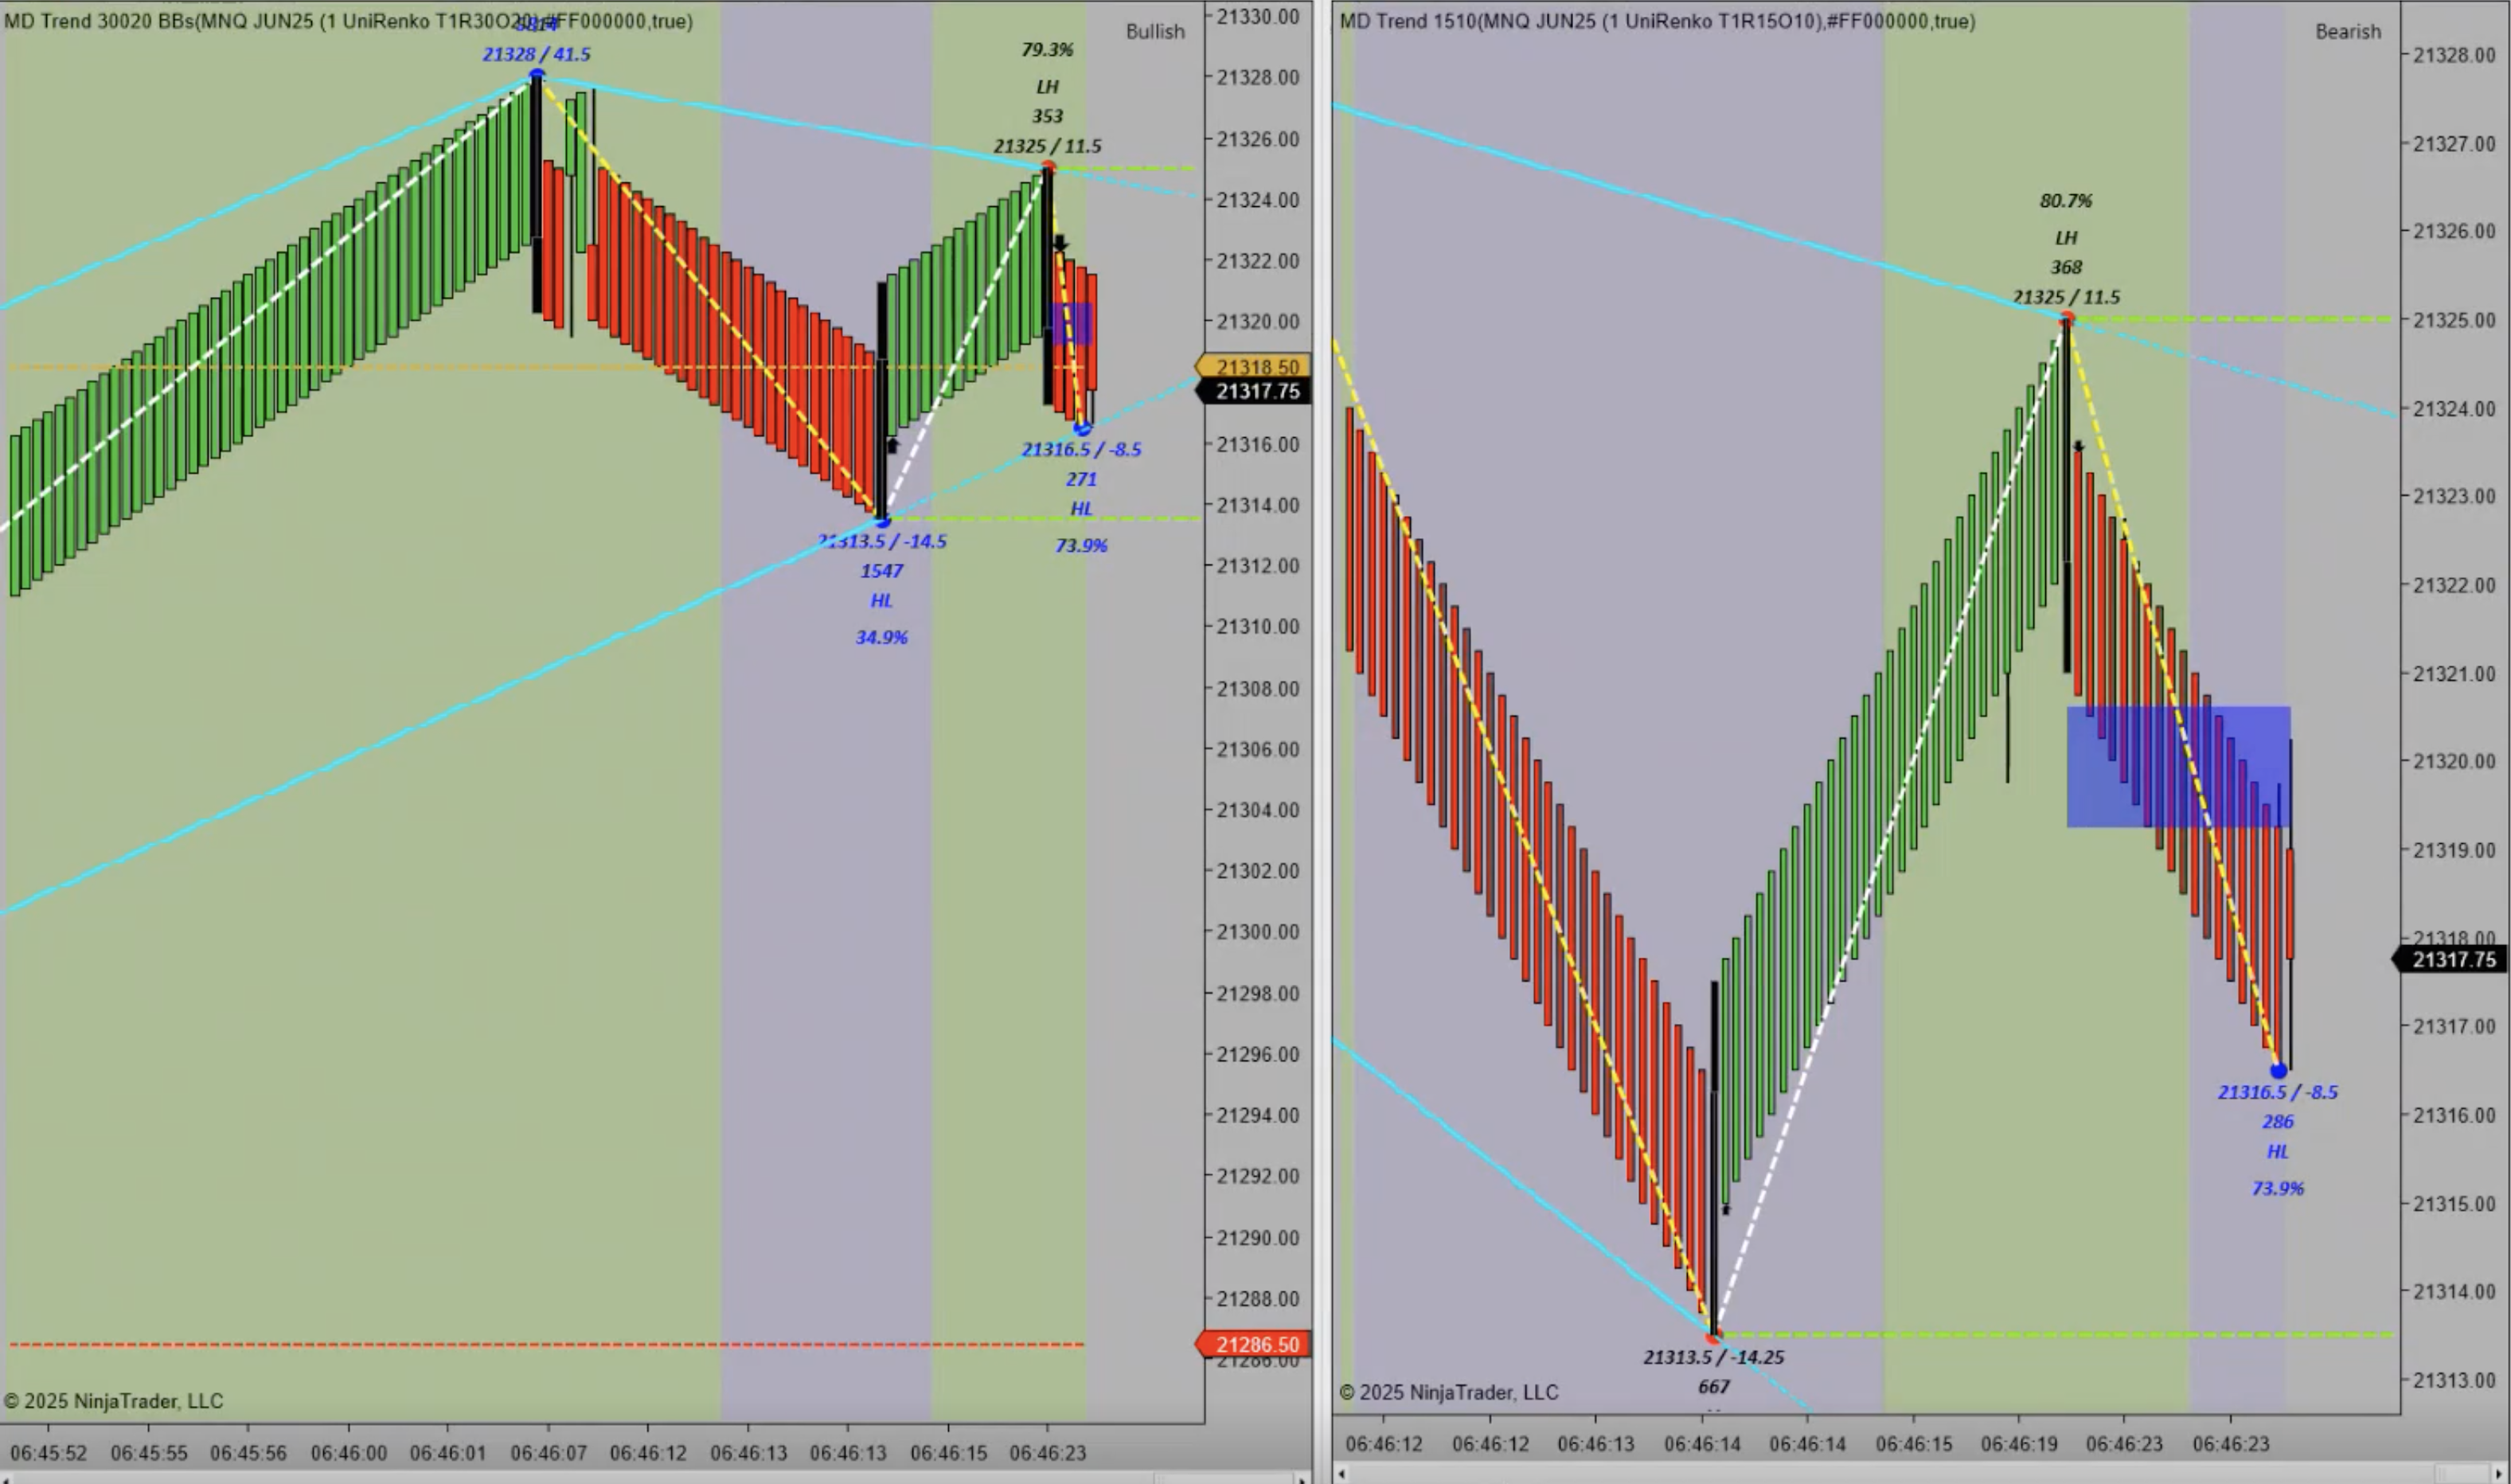 MD Trend 30020 BBs(MNQ JUN25 (1 UniRenko T1R30O20),#FF000000,true)
Bullish
21328 / 41.5
79.3%
LH
353
21325 / 11.5
21316.5 / -8.5
271
HL
73.9%
21313.5 / -14.5
1547
HL
34.9%
21330.00
21328.00
21326.00
21324.00
21322.00
21320.00
21318.50
21317.75
21316.00
21314.00
21312.00
21310.00
21308.00
21306.00
21304.00
21302.00
21300.00
21298.00
21296.00
21294.00
21292.00
21290.00
21288.00
21286.50
21286.00
© 2025 NinjaTrader, LLC
06:45:52 06:45:55 06:45:56 06:46:00 06:46:01 06:46:07 06:46:12 06:46:13 06:46:13 06:46:15 06:46:23
MD Trend 1510(MNQ JUN25 (1 UniRenko T1R15O10),#FF000000,true)
Bearish
80.7%
LH
368
21325 / 11.5
21316.5 / -8.5
286
HL
73.9%
21313.5 / -14.25
667
21328.00
21327.00
21326.00
21325.00
21324.00
21323.00
21322.00
21321.00
21320.00
21319.00
21318.00
21317.75
21317.00
21316.00
21315.00
21314.00
21313.00
© 2025 NinjaTrader, LLC
06:46:12 06:46:12 06:46:13 06:46:14 06:46:14 06:46:15 06:46:19 06:46:23 06:46:23